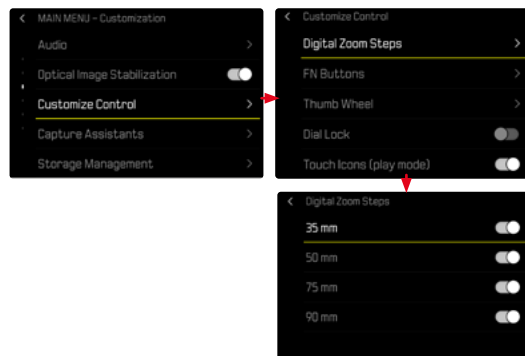 MAIN MENU – Customization
Audio
Optical Image Stabilization
Customize Control
Capture Assistants
Storage Management
Customize Control
Digital Zoom Steps
FN Buttons
Thumb Wheel
Dial Lock
Touch Icons (play mode)
Digital Zoom Steps
35 mm
50 mm
75 mm
90 mm